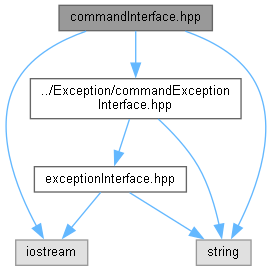 commandInterface.hpp
../Exception/commandException
Interface.hpp
exceptionInterface.hpp
iostream
string